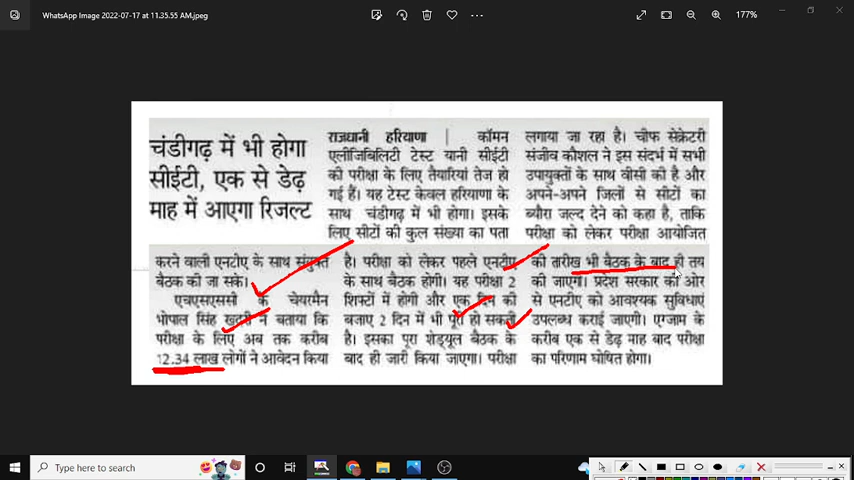 WhatsApp Image 2022-07-17 at 11.35.55 AM.jpeg
177%
चंडीगढ़ में भी होगा
सीईटी, एक से डेढ़
माह में आएगा रिजल्ट
राजधानी हरियाणा | कॉमन
एलीजिबिलिटी टेस्ट यानी सीईटी
की परीक्षा के लिए तैयारियां तेज हो
गई हैं। यह टेस्ट केवल हरियाणा के
साथ चंडीगढ़ में भी होगा। इसके
लिए सीटों की कुल संख्या का पता
लगाया जा रहा है। चीफ सेक्रेटरी
संजीव कौशल ने इस संदर्भ में सभी
उपायुक्तों के साथ वीसी की है और
अपने-अपने जिलों से सीटों का
ब्यौरा जल्द देने को कहा है, ताकि
परीक्षा को लेकर परीक्षा आयोजित
करने वाली एनटीए के साथ संयुक्त
बैठक की जा सके।
एचएसएससी के चेयरमैन
भोपाल सिंह खदरी ने बताया कि
परीक्षा के लिए अब तक करीब
12.34 लाख लोगों ने आवेदन किया
है। परीक्षा को लेकर पहले एनटीए
के साथ बैठक होगी। यह परीक्षा 2
शिफ्टों में होगी और एक दिन की
बजाए 2 दिन में भी पूरी हो सकती
है। इसका पूरा शेड्यूल बैठक के
बाद ही जारी किया जाएगा। परीक्षा
की तारीख भी बैठक के बाद ही तय
की जाएगी। प्रदेश सरकार की ओर
से एनटीए को आवश्यक सुविधाएं
उपलब्ध कराई जाएगी। एग्जाम के
करीब एक से डेढ़ माह बाद परीक्षा
का परिणाम घोषित होगा।
Type here to search